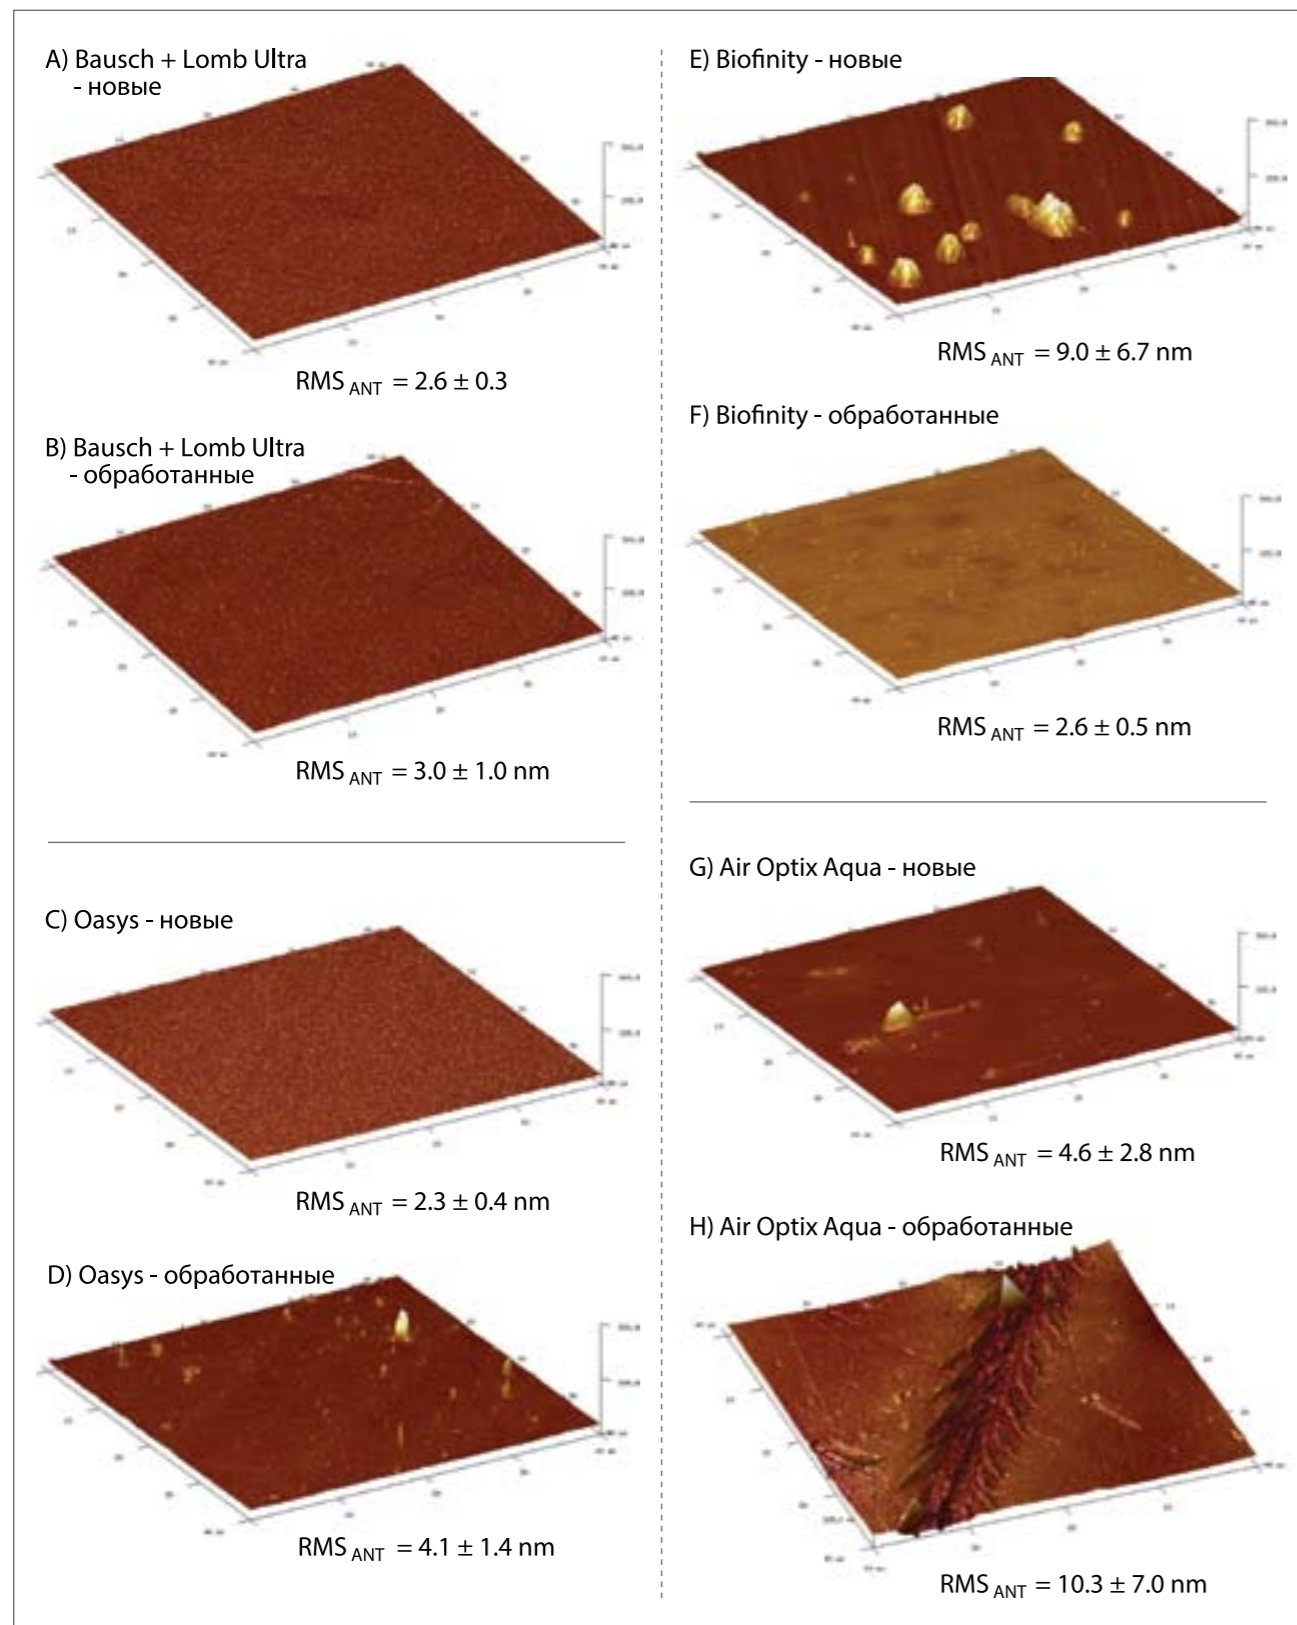 A) Bausch + Lomb Ultra
- новые
RMS ANT = 2.6 ± 0.3
B) Bausch + Lomb Ultra
- обработанные
RMS ANT = 3.0 ± 1.0 nm
C) Oasys - новые
RMS ANT = 2.3 ± 0.4 nm
D) Oasys - обработанные
RMS ANT = 4.1 ± 1.4 nm
E) Biofinity - новые
RMS ANT = 9.0 ± 6.7 nm
F) Biofinity - обработанные
RMS ANT = 2.6 ± 0.5 nm
G) Air Optix Aqua - новые
RMS ANT = 4.6 ± 2.8 nm
H) Air Optix Aqua - обработанные
RMS ANT = 10.3 ± 7.0 nm